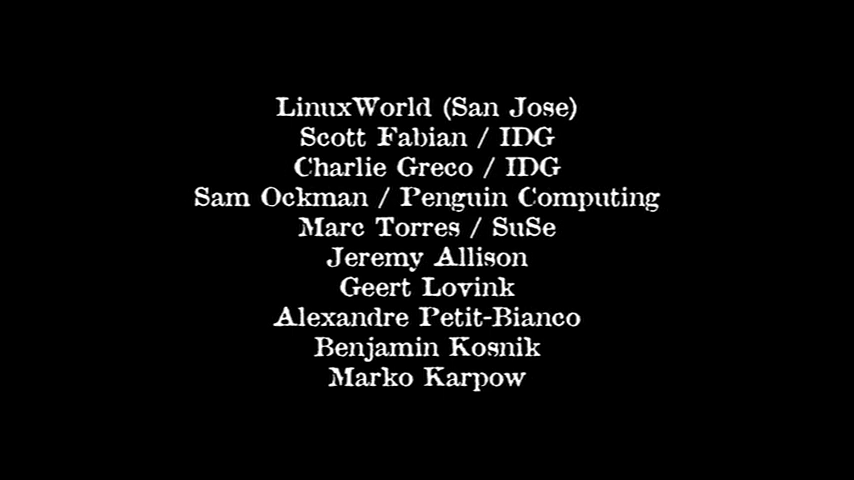 LinuxWorld (San Jose)
Scott Fabian / IDG
Charlie Greco / IDG
Sam Ockman / Penguin Computing
Marc Torres / SuSe
Jeremy Allison
Geert Lovink
Alexandre Petit-Bianco
Benjamin Kosnik
Marko Karpow